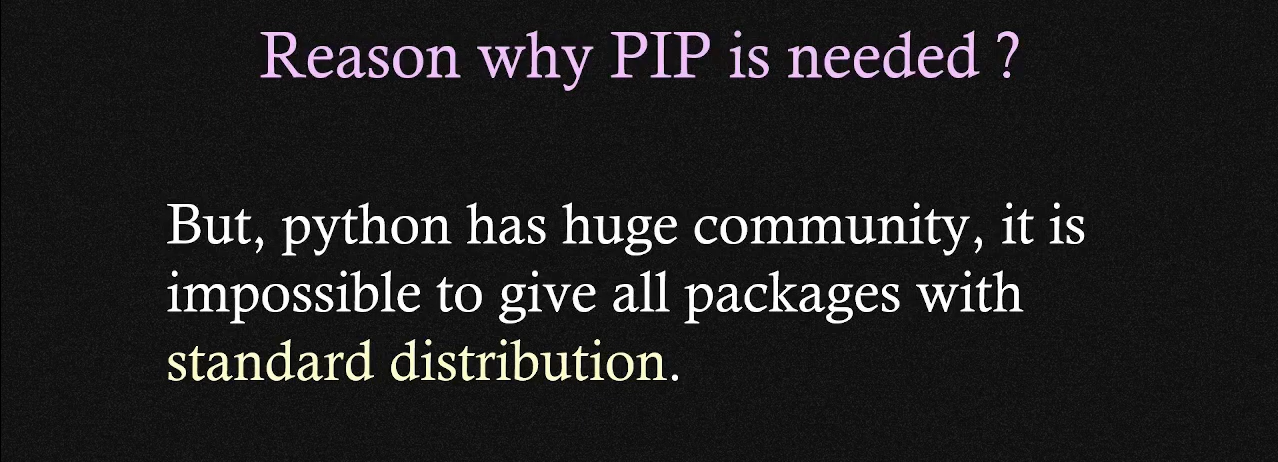 Reason why PIP is needed ?
But, python has huge community, it is
impossible to give all packages with
standard distribution.